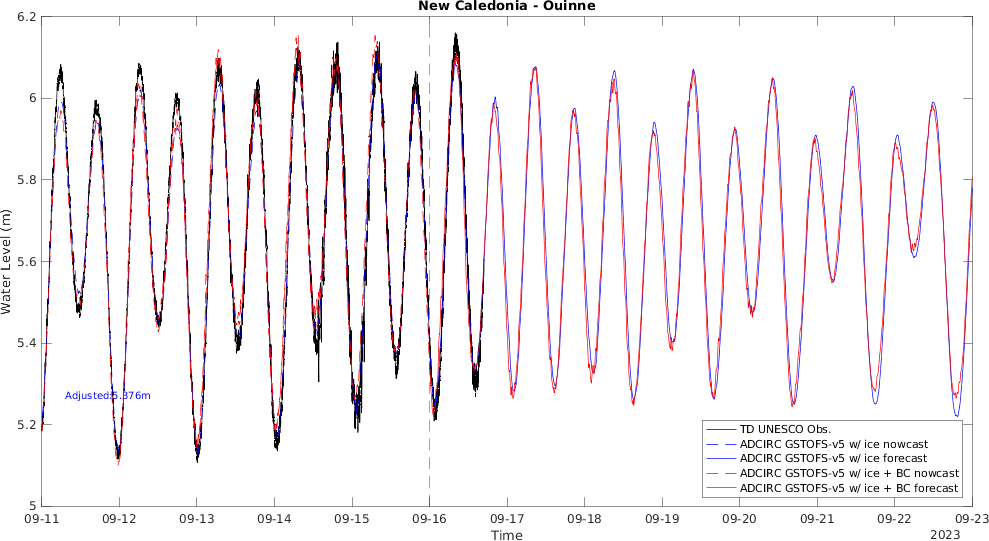 New Caledonia - Ouinne
6.2
6
5.8
5.6
5.4
5.2
5
Water Level (m)
Adjusted:5.376m
TD UNESCO Obs.
ADCIRC GSTOFS-v5 w/ ice nowcast
ADCIRC GSTOFS-v5 w/ ice forecast
ADCIRC GSTOFS-v5 w/ ice + BC nowcast
ADCIRC GSTOFS-v5 w/ ice + BC forecast
09-11 09-12 09-13 09-14 09-15 09-16 09-17 09-18 09-19 09-20 09-21 09-22 09-23
Time
2023